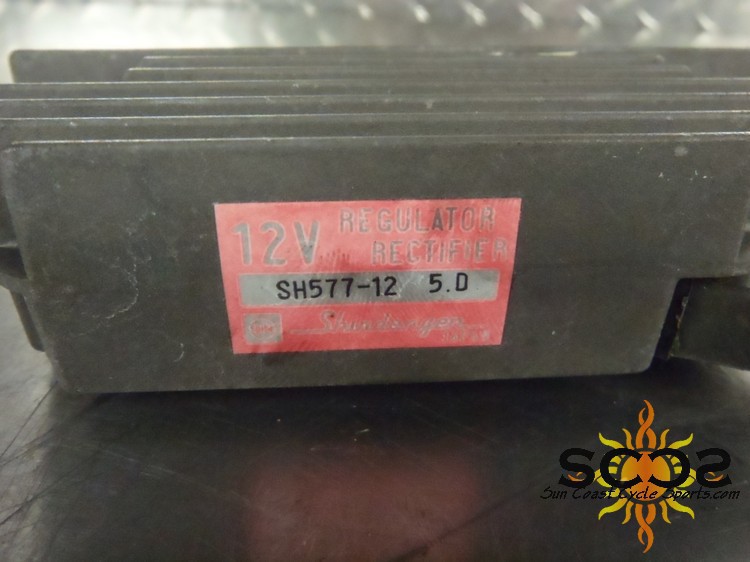 12V REGULATOR
RECTIFIER
SH577-12 5.D
Shindengen
SCCS
Sun Coast Cycle Sports.com